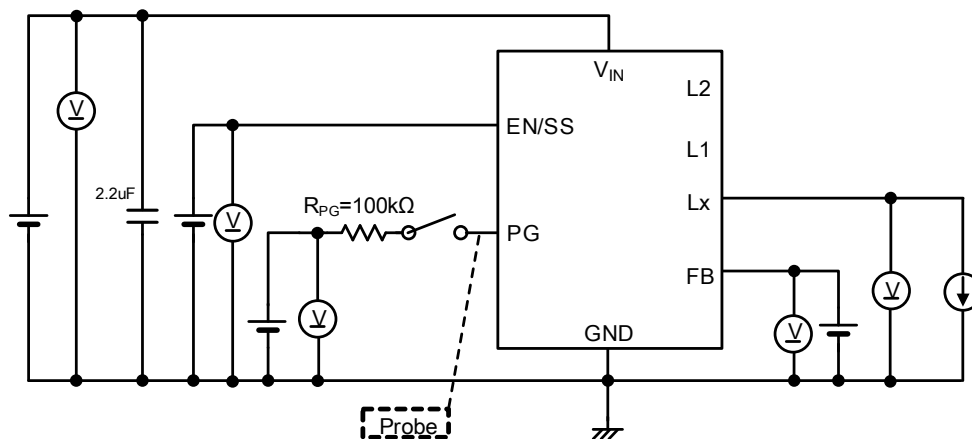 V
2.2uF
V
RPG=100kΩ
V
VIN
EN/SS
PG
GND
L2
L1
Lx
FB
V
V
Probe